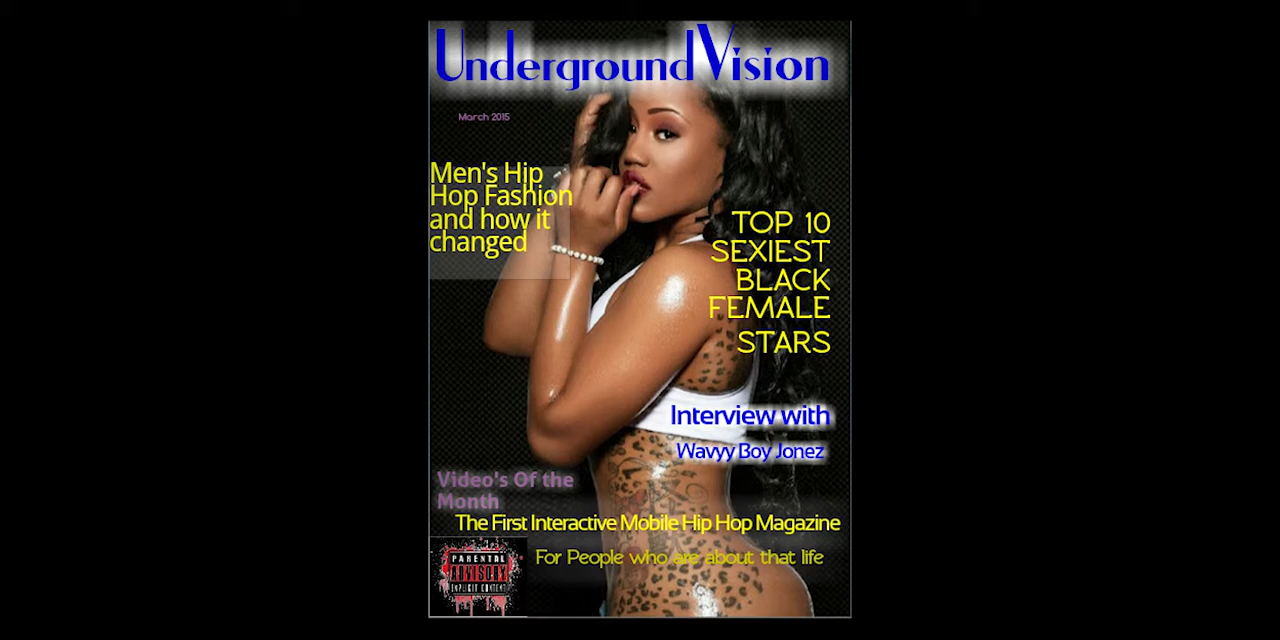 UndergroundVision
March 2015
Men's Hip
Hop Fashion
and how it
changed
TOP 10
SEXIEST
BLACK
FEMALE
STARS
Interview with
Wavyy Boy Jonez
Video's Of the
Month
The First Interactive Mobile Hip Hop Magazine
For People who are about that life
PARENTAL
ADVISORY
EXPLICIT CONTENT